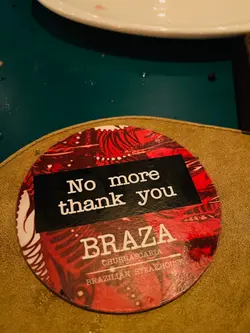 No more
thank you
BRAZA
CHURRASCARIA
BRAZILIAN STEAKHOUSE